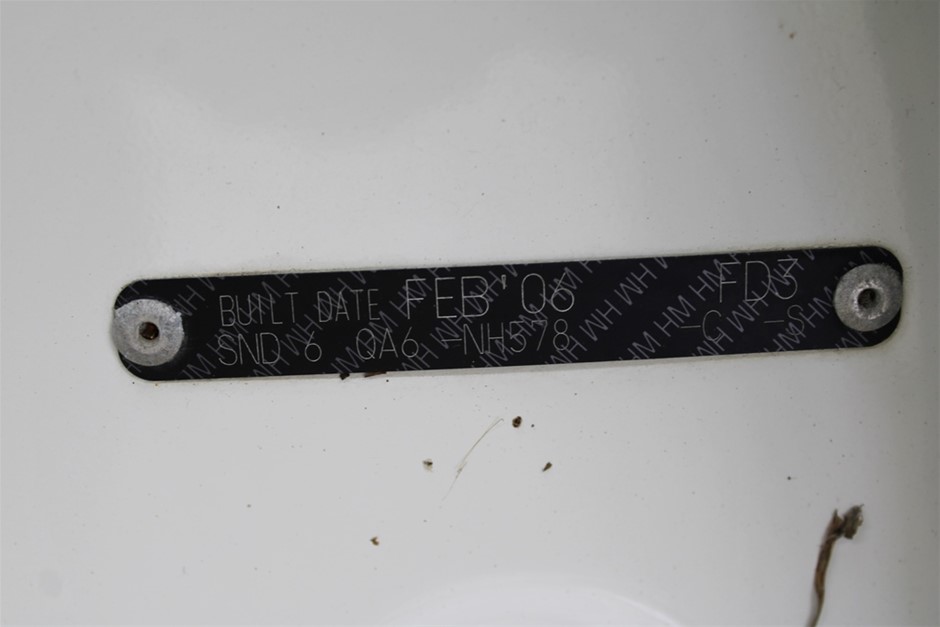 BUILT DATE FEB'06 FD3
SND 6 QA6 -NH578 -C -S